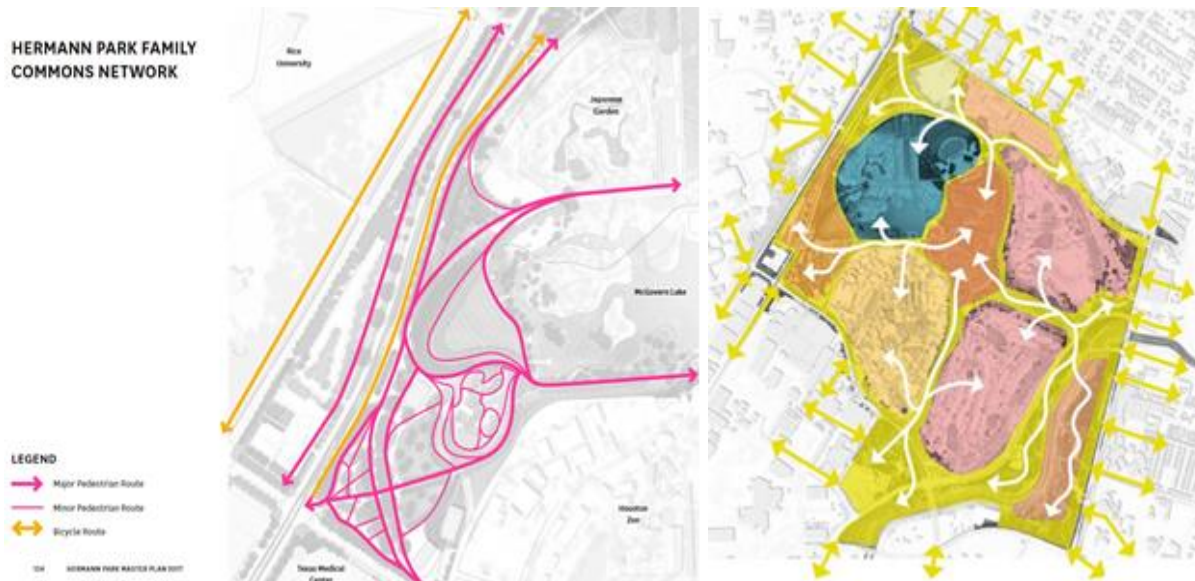 HERMANN PARK FAMILY
COMMONS NETWORK
Rice
University
Japanese
Garden
McGovern Lake
LEGEND
Major Pedestrian Route
Minor Pedestrian Route
Bicycle Route
Houston
Zoo
Texas Medical
Center
HERMANN PARK MASTER PLAN 2017